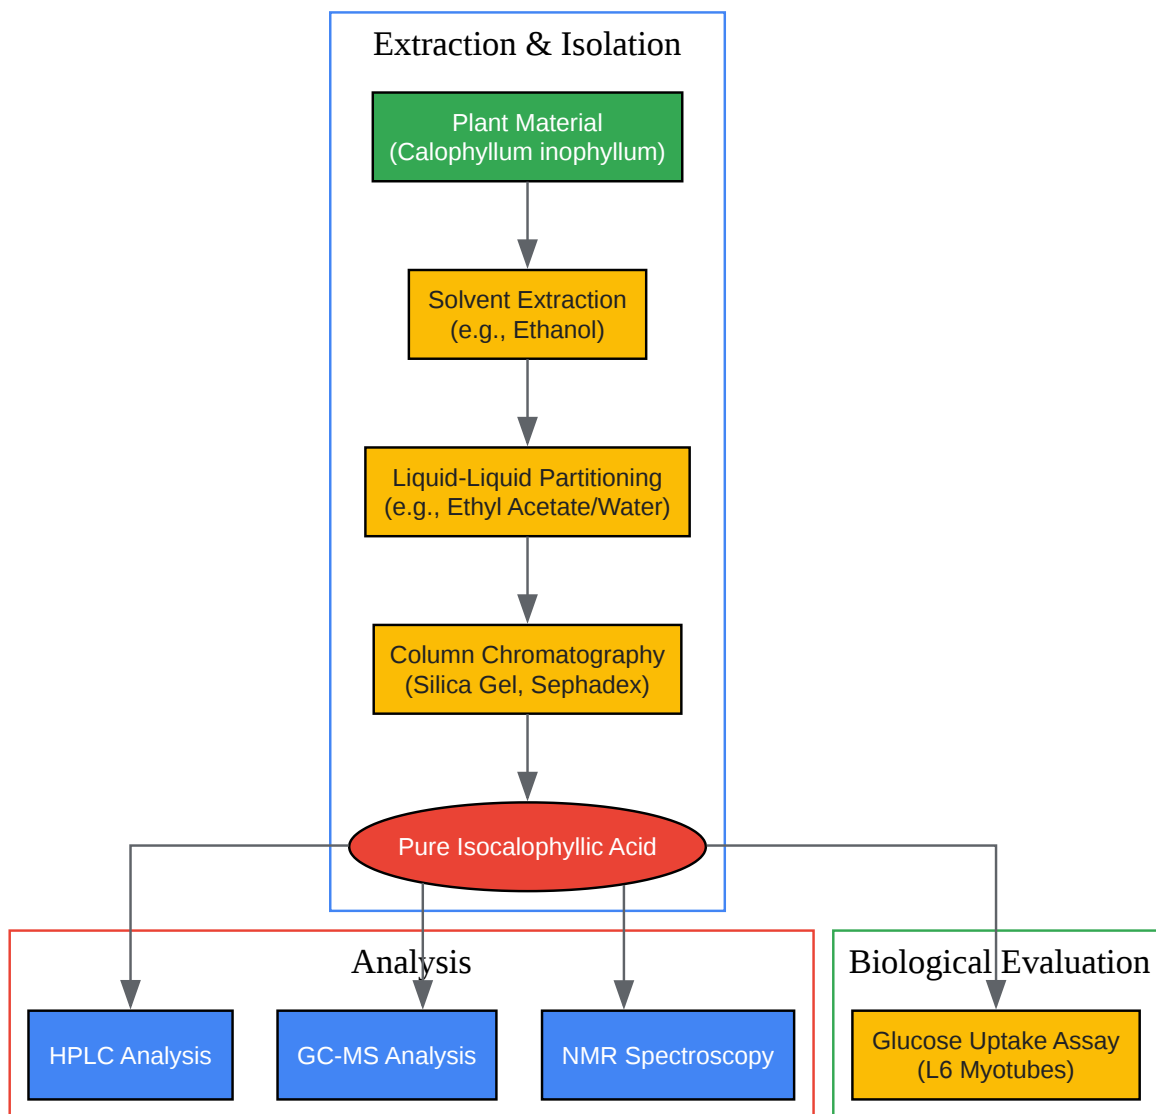 Extraction & Isolation
Plant Material
(Calophyllum inophyllum)
Solvent Extraction
(e.g., Ethanol)
Liquid-Liquid Partitioning
(e.g., Ethyl Acetate/Water)
Column Chromatography
(Silica Gel, Sephadex)
Pure Isocalophyllic Acid
Analysis
Biological Evaluation
HPLC Analysis
GC-MS Analysis
NMR Spectroscopy
Glucose Uptake Assay
(L6 Myotubes)